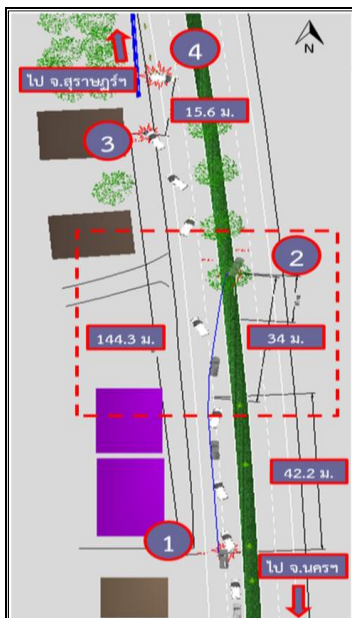 N
4
ไป จ.สุราษฎร์ฯ
15.6 ม.
3
2
144.3 ม.
34 ม.
42.2 ม.
1
ไป จ.นครฯ